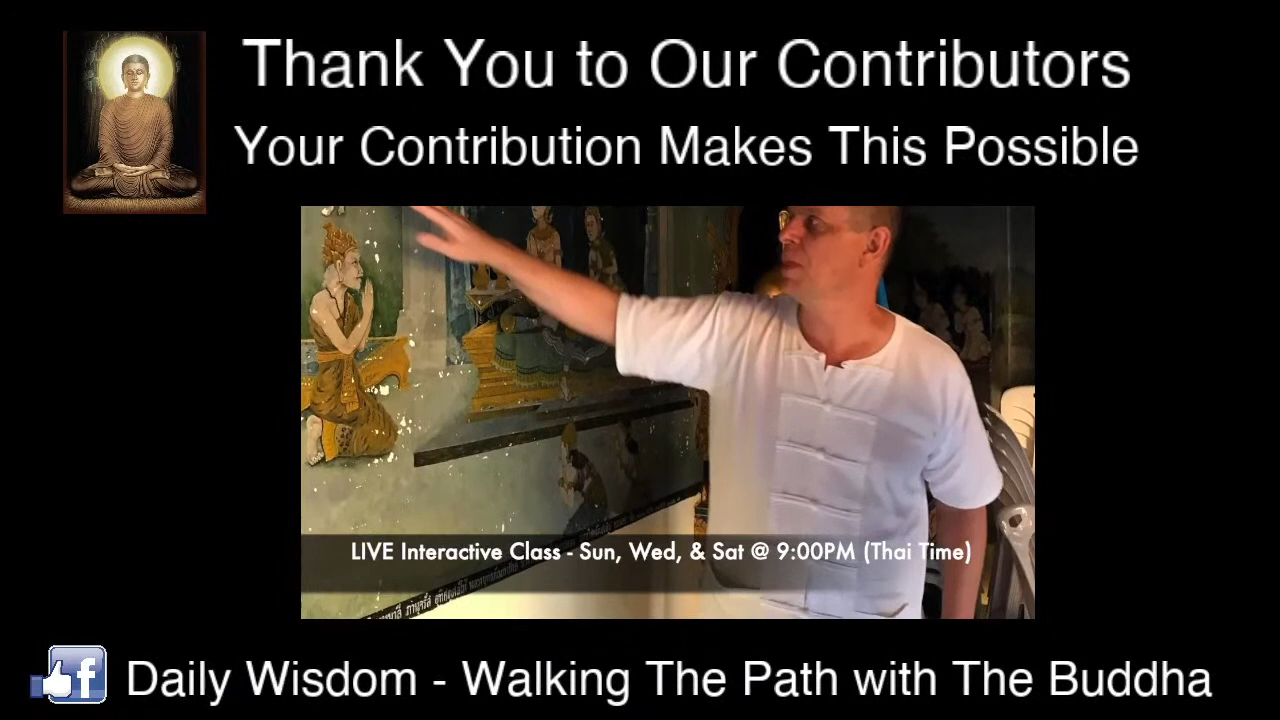 Thank You to Our Contributors
Your Contribution Makes This Possible
LIVE Interactive Class - Sun, Wed, & Sat @ 9:00PM (Thai Time)
Daily Wisdom - Walking The Path with The Buddha